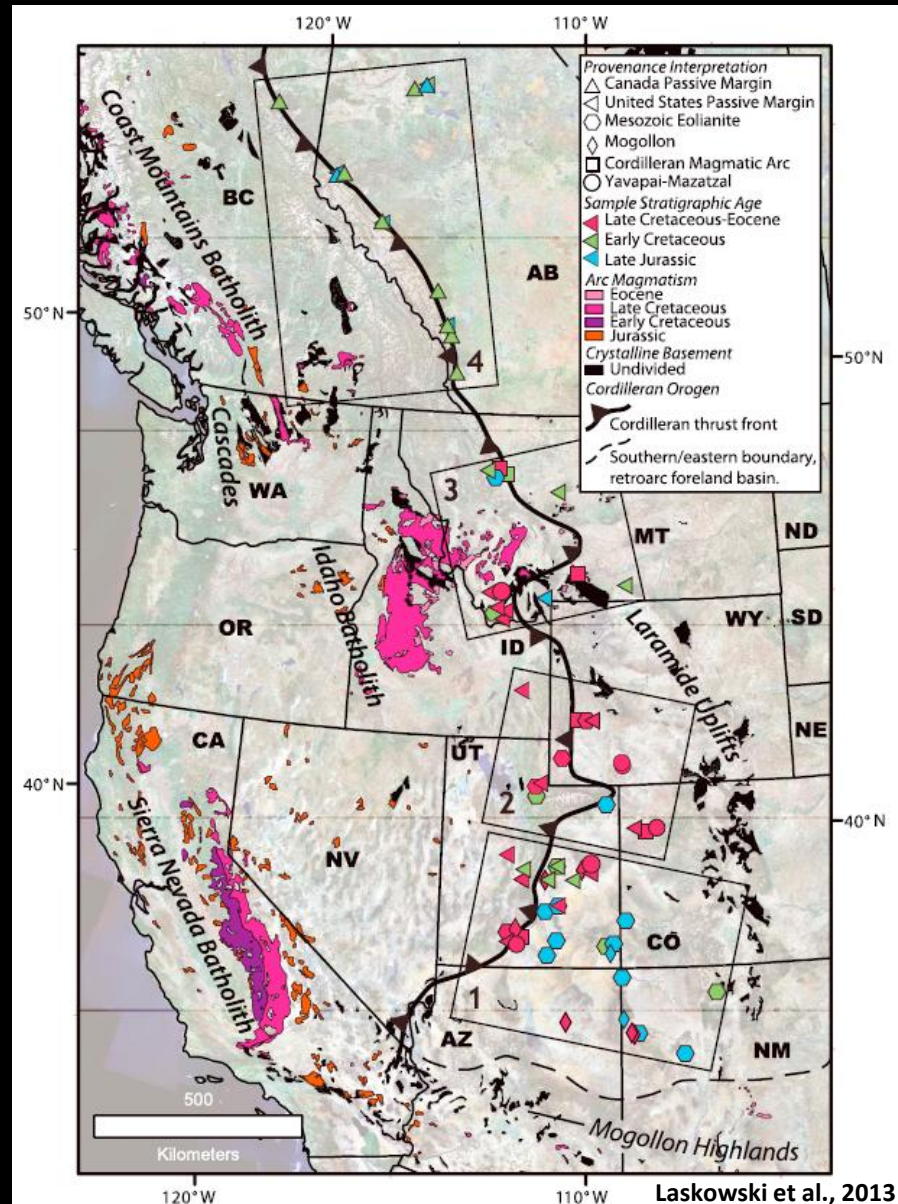 120° W
110° W
Provenance Interpretation
Canada Passive Margin
United States Passive Margin
Mesozoic Eolianite
Mogollon
Cordilleran Magmatic Arc
Yavapai-Mazatzal
Sample Stratigraphic Age
Late Cretaceous-Eocene
Early Cretaceous
Late Jurassic
Arc Magmatism
Eocene
Late Cretaceous
Early Cretaceous
Jurassic
Crystalline Basement
Undivided
Cordilleran Orogen
Cordilleran thrust front
Southern/eastern boundary,
retroarc foreland basin.
Coast Mountains Batholith
BC
AB
50° N
4
50° N
Cascades
WA
3
MT
ND
Idaho Batholith
OR
ID
WY
SD
Laramide Uplifts
NE
CA
UT
40° N
2
40° N
NV
Sierra Nevada Batholith
CO
1
AZ
NM
500
Kilometers
Mogollon Highlands
120° W
110° W
Laskowski et al., 2013